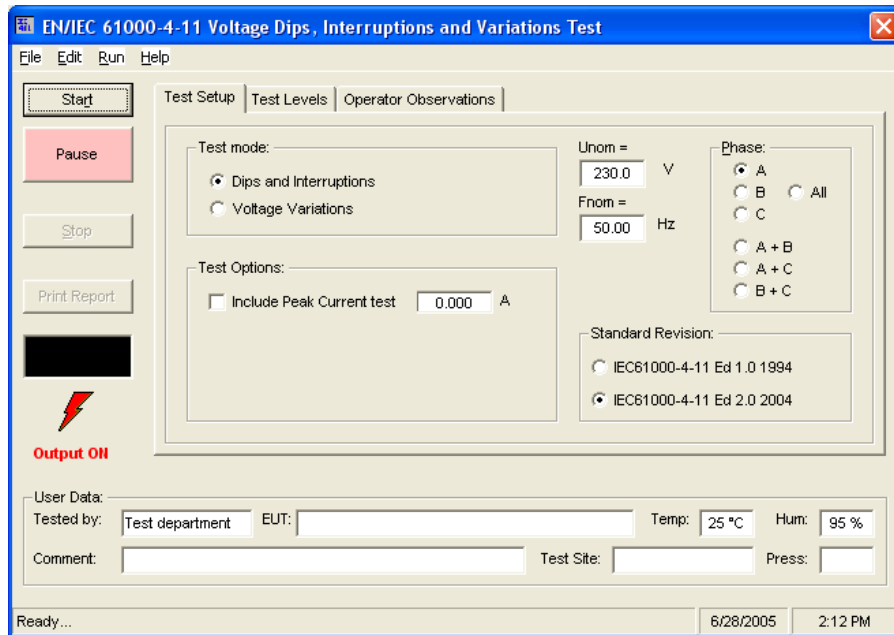 EN/IEC 61000-4-11 Voltage Dips, Interruptions and Variations Test
File Edit Run Help
Start
Pause
Stop
Print Report
Output ON
Test Setup Test Levels Operator Observations
Test mode:
Dips and Interruptions
Voltage Variations
Test Options:
Include Peak Current test 0.000 A
Unom =
230.0 V
Fnom =
50.00 Hz
Phase:
A
B All
C
A + B
A + C
B + C
Standard Revision:
IEC61000-4-11 Ed 1.0 1994
IEC61000-4-11 Ed 2.0 2004
User Data:
Tested by: Test department EUT: Temp: 25 °C Hum: 95 %
Comment: Test Site: Press:
Ready... 6/28/2005 2:12 PM